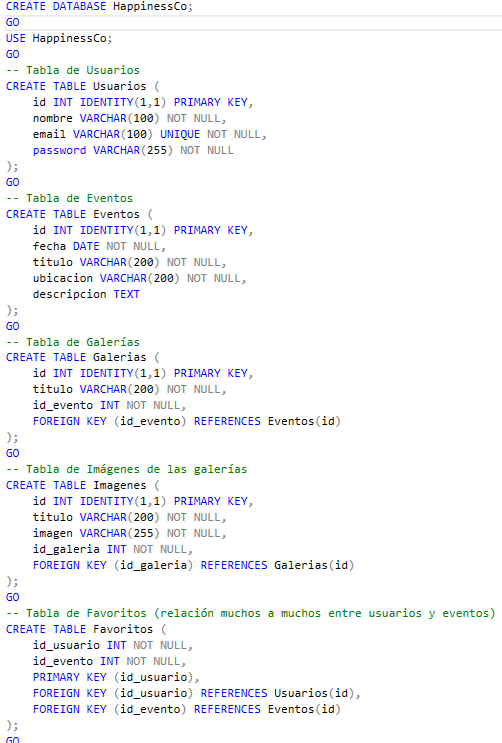 CREATE DATABASE HappinessCo;
GO
USE HappinessCo;
GO
-- Tabla de Usuarios
CREATE TABLE Usuarios (
    id INT IDENTITY(1,1) PRIMARY KEY,
    nombre VARCHAR(100) NOT NULL,
    email VARCHAR(100) UNIQUE NOT NULL,
    password VARCHAR(255) NOT NULL
);
GO
-- Tabla de Eventos
CREATE TABLE Eventos (
    id INT IDENTITY(1,1) PRIMARY KEY,
    fecha DATE NOT NULL,
    titulo VARCHAR(200) NOT NULL,
    ubicacion VARCHAR(200) NOT NULL,
    descripcion TEXT
);
GO
-- Tabla de Galerías
CREATE TABLE Galerias (
    id INT IDENTITY(1,1) PRIMARY KEY,
    titulo VARCHAR(200) NOT NULL,
    id_evento INT NOT NULL,
    FOREIGN KEY (id_evento) REFERENCES Eventos(id)
);
GO
-- Tabla de Imágenes de las galerías
CREATE TABLE Imagenes (
    id INT IDENTITY(1,1) PRIMARY KEY,
    titulo VARCHAR(200) NOT NULL,
    imagen VARCHAR(255) NOT NULL,
    id_galeria INT NOT NULL,
    FOREIGN KEY (id_galeria) REFERENCES Galerias(id)
);
GO
-- Tabla de Favoritos (relación muchos a muchos entre usuarios y eventos)
CREATE TABLE Favoritos (
    id_usuario INT NOT NULL,
    id_evento INT NOT NULL,
    PRIMARY KEY (id_usuario),
    FOREIGN KEY (id_usuario) REFERENCES Usuarios(id),
    FOREIGN KEY (id_evento) REFERENCES Eventos(id)
);
GO